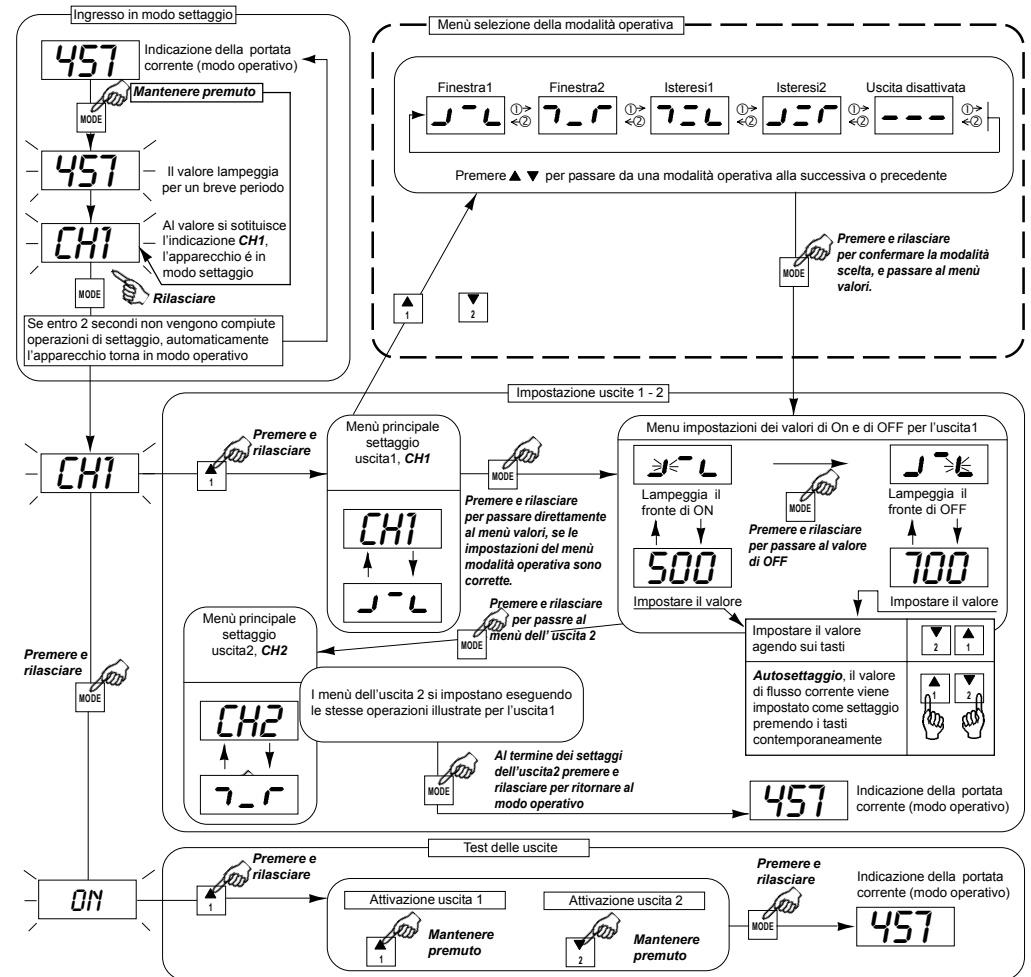 Ingresso in modo settaggio
457
Indicazione della portata
corrente (modo operativo)
Mantenere premuto
MODE
457
Il valore lampeggia
per un breve periodo
CH1
Al valore si sotituisce
l'indicazione CH1,
l'apparecchio é in
modo settaggio
MODE
Rilasciare
Se entro 2 secondi non vengono compiute
operazioni di settaggio, automaticamente
l'apparecchio torna in modo operativo
Menù selezione della modalità operativa
Finestra1 Finestra2 Isteresi1 Isteresi2 Uscita disattivata
①> ①> ①> ①> ①>
<② <② <② <② <②
Premere ▲ ▼ per passare da una modalità operativa alla successiva o precedente
MODE
Premere e rilasciare
per confermare la modalità
scelta, e passare al menù
valori.
▲ ▼
1 2
Impostazione uscite 1 - 2
CH1
Premere e
rilasciare
1
Menù principale
settaggio
uscita1, CH1
CH1
MODE
Premere e rilasciare
per passare direttamente
al menù valori, se le
impostazioni del menù
modalità operativa sono
corrette.
Menu impostazioni dei valori di On e di OFF per l'uscita1
Lampeggia il
fronte di ON
500
Impostare il valore
MODE
Premere e rilasciare
per passare al valore
di OFF
Lampeggia il
fronte di OFF
700
Impostare il valore
Impostare il valore
agendo sui tasti
▼ ▲
2 1
Autosettaggio, il valore
di flusso corrente viene
impostato come settaggio
premendo i tasti
contemporaneamente
▲ ▼
1 2
Premere e rilasciare
per passre al
menù dell' uscita 2
MODE
Menù principale
settaggio
uscita2, CH2
CH2
I menù dell'uscita 2 si impostano eseguendo
le stesse operazioni illustrate per l'uscita1
MODE
Al termine dei settaggi
dell'uscita2 premere e
rilasciare per ritornare al
modo operativo
457
Indicazione della portata
corrente (modo operativo)
Premere e
rilasciare
MODE
Test delle uscite
ON
Premere e
rilasciare
1
Attivazione uscita 1
1
Mantenere
premuto
Attivazione uscita 2
2
Mantenere
premuto
Premere e
rilasciare
MODE
Indicazione della portata
corrente (modo operativo)
457